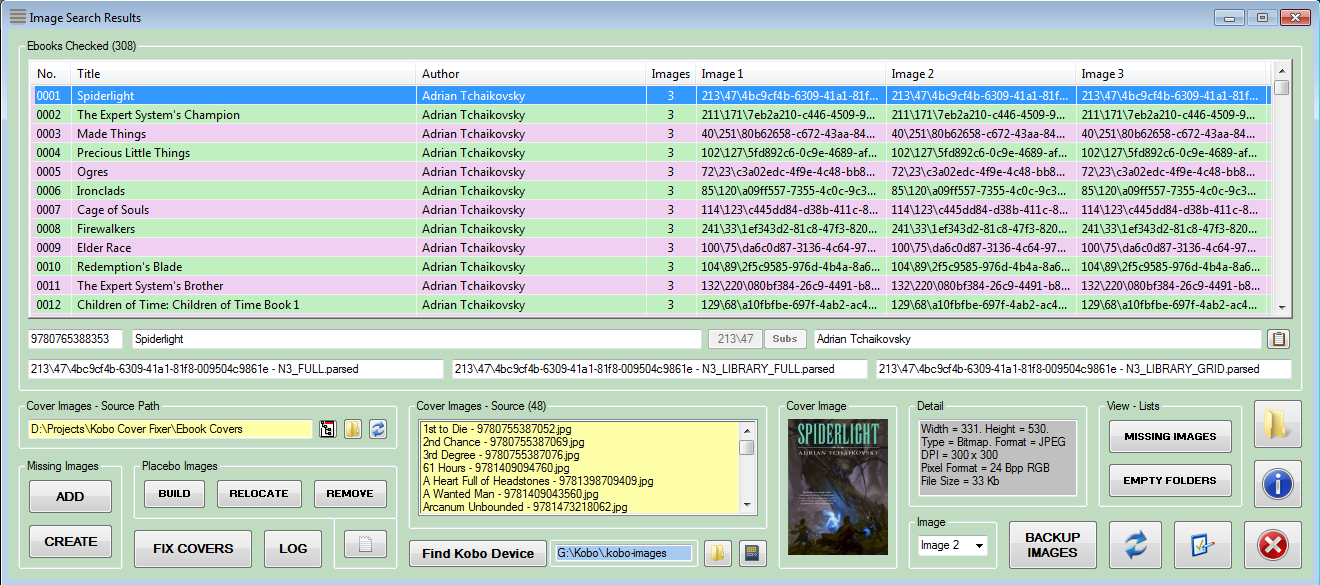 Image Search Results
Ebooks Checked (308)
No. Title Author Images Image 1 Image 2 Image 3
0001 Spiderlight Adrian Tchaikovsky 3 213\47\4bc9cf4b-6309-41a1-81f... 213\47\4bc9cf4b-6309-41a1-81f... 213\47\4bc9cf4b-6309-41a1-81f...
0002 The Expert System's Champion Adrian Tchaikovsky 3 211\171\7eb2a210-c446-4509-9... 211\171\7eb2a210-c446-4509-9... 211\171\7eb2a210-c446-4509-9...
0003 Made Things Adrian Tchaikovsky 3 40\251\80b62658-c672-43aa-84... 40\251\80b62658-c672-43aa-84... 40\251\80b62658-c672-43aa-84...
0004 Precious Little Things Adrian Tchaikovsky 3 102\127\5fd892c6-0c9e-4689-af... 102\127\5fd892c6-0c9e-4689-af... 102\127\5fd892c6-0c9e-4689-af...
0005 Ogres Adrian Tchaikovsky 3 72\23\c3a02edc-4f9e-4c48-bb8... 72\23\c3a02edc-4f9e-4c48-bb8... 72\23\c3a02edc-4f9e-4c48-bb8...
0006 Ironclads Adrian Tchaikovsky 3 85\120\a09ff557-7355-4c0c-9c3... 85\120\a09ff557-7355-4c0c-9c3... 85\120\a09ff557-7355-4c0c-9c3...
0007 Cage of Souls Adrian Tchaikovsky 3 114\123\c445dd84-d38b-411c-8... 114\123\c445dd84-d38b-411c-8... 114\123\c445dd84-d38b-411c-8...
0008 Firewalkers Adrian Tchaikovsky 3 241\33\1ef343d2-81c8-47f3-820... 241\33\1ef343d2-81c8-47f3-820... 241\33\1ef343d2-81c8-47f3-820...
0009 Elder Race Adrian Tchaikovsky 3 100\75\da6c0d87-3136-4c64-97... 100\75\da6c0d87-3136-4c64-97... 100\75\da6c0d87-3136-4c64-97...
0010 Redemption's Blade Adrian Tchaikovsky 3 104\89\2f5c9585-976d-4b4a-8a6... 104\89\2f5c9585-976d-4b4a-8a6... 104\89\2f5c9585-976d-4b4a-8a6...
0011 The Expert System's Brother Adrian Tchaikovsky 3 132\220\080bf384-26c9-4491-b8... 132\220\080bf384-26c9-4491-b8... 132\220\080bf384-26c9-4491-b8...
0012 Children of Time: Children of Time Book 1 Adrian Tchaikovsky 3 129\68\a10fbfbe-697f-4ab2-ac4... 129\68\a10fbfbe-697f-4ab2-ac4... 129\68\a10fbfbe-697f-4ab2-ac4...
9780765388353 Spiderlight 213\47 Subs Adrian Tchaikovsky
213\47\4bc9cf4b-6309-41a1-81f8-009504c9861e - N3_FULL.parsed 213\47\4bc9cf4b-6309-41a1-81f8-009504c9861e - N3_LIBRARY_FULL.parsed 213\47\4bc9cf4b-6309-41a1-81f8-009504c9861e - N3_LIBRARY_GRID.parsed
Cover Images - Source Path
D:\Projects\Kobo Cover Fixer\Ebook Covers
Missing Images
ADD
CREATE
Placebo Images
BUILD RELOCATE REMOVE
FIX COVERS LOG
Cover Images - Source (48)
1st to Die - 9780755387052.jpg
2nd Chance - 9780755387069.jpg
3rd Degree - 9780755387076.jpg
61 Hours - 9781409094760.jpg
A Heart Full of Headstones - 9781398709409.jpg
A Wanted Man - 9781409043560.jpg
Arcanum Unbounded - 9781473218062.jpg
Find Kobo Device G:\Kobo\.kobo-images
Cover Image
SPIDERLIGHT
ADRIAN TCHAIKOVSKY
Detail
Width = 331. Height = 530.
Type = Bitmap. Format = JPEG
DPI = 300 x 300
Pixel Format = 24 Bpp RGB
File Size = 33 Kb
Image
Image 2
View - Lists
MISSING IMAGES
EMPTY FOLDERS
BACKUP
IMAGES